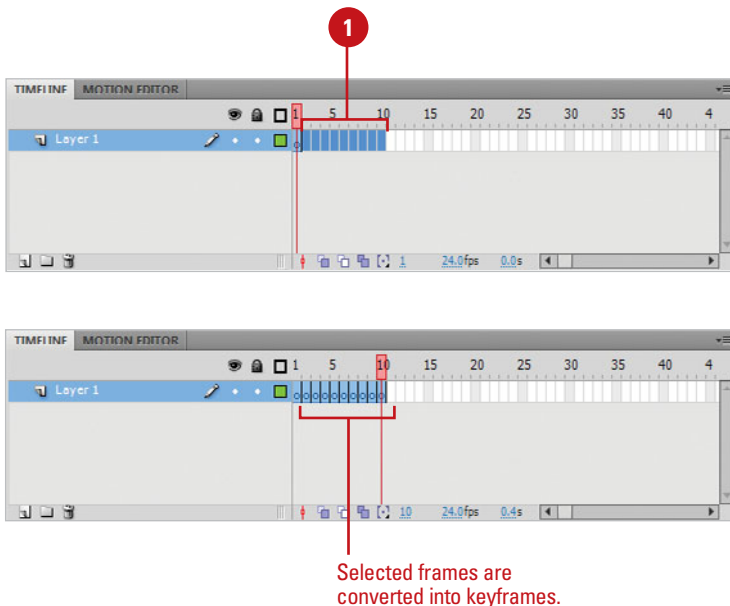 1
TIMELINE MOTION EDITOR
1 5 10 15 20 25 30 35 40 4
Layer 1
1 24.0fps 0.0s
TIMELINE MOTION EDITOR
1 5 10 15 20 25 30 35 40 4
Layer 1
10 24.0fps 0.4s
Selected frames are
converted into keyframes.